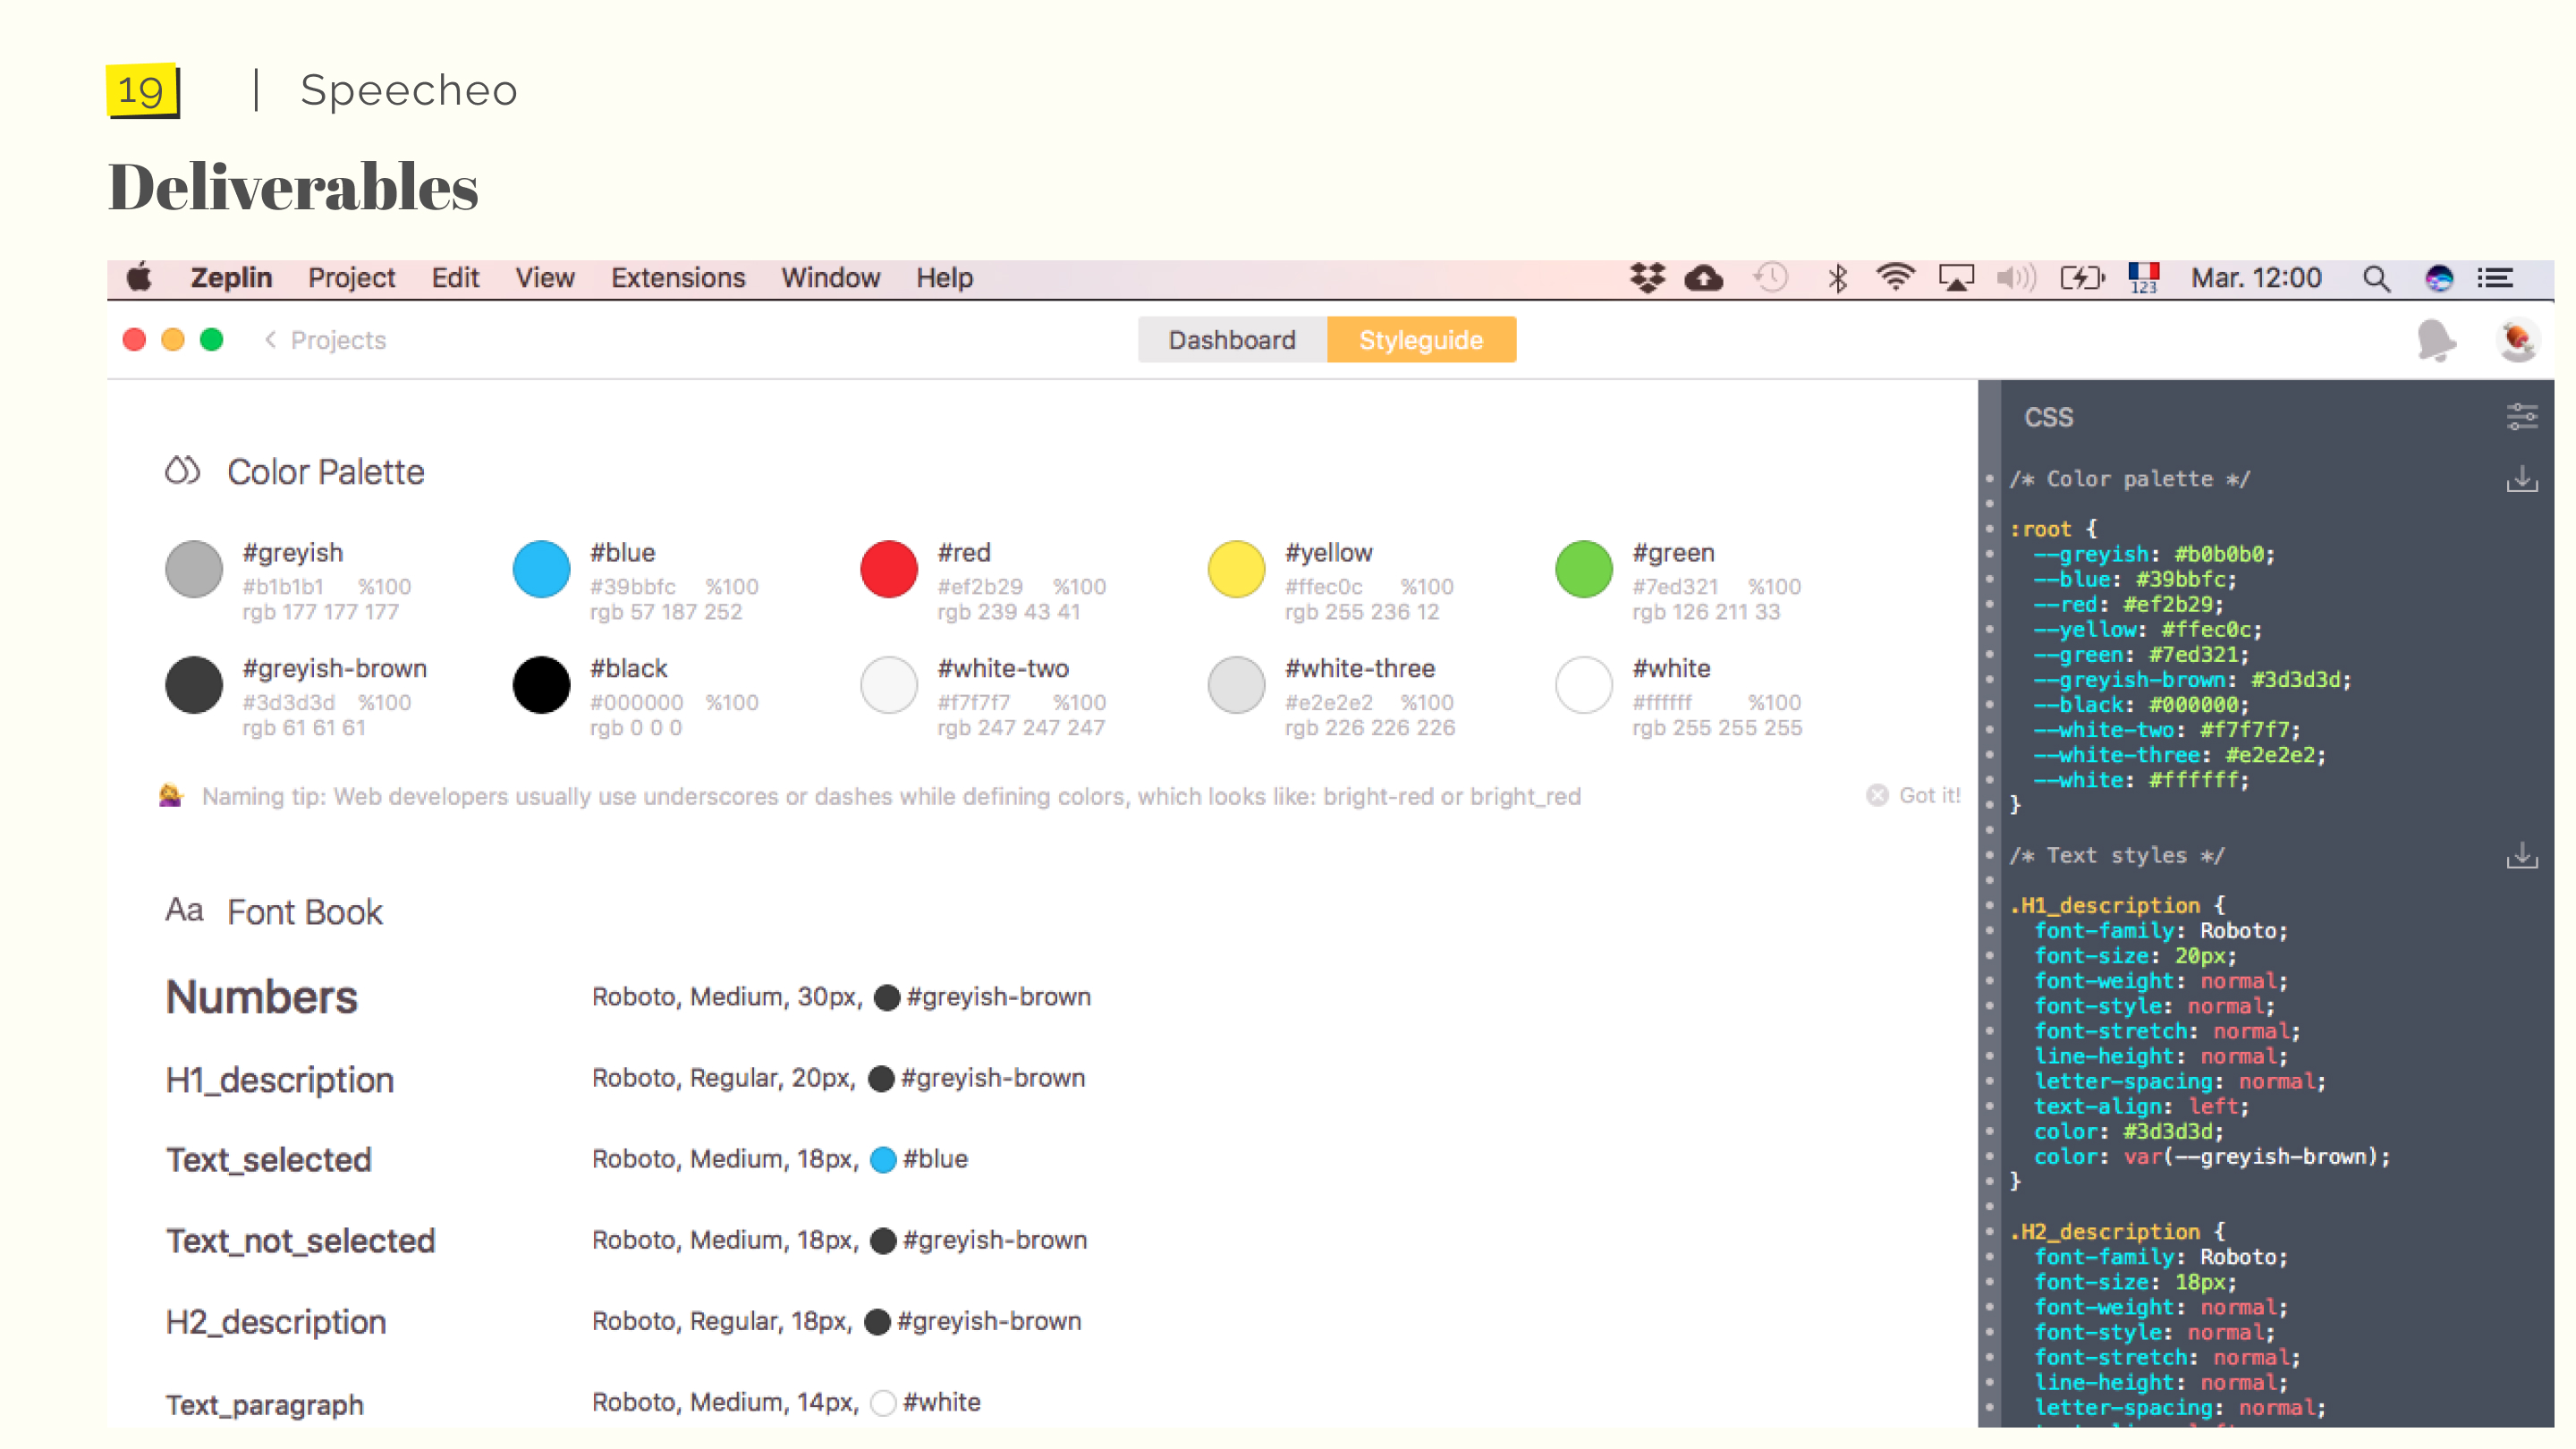 19 | Speecheo
Deliverables
Zeplin Project Edit View Extensions Window Help 123 Mar. 12:00
Projects Dashboard Styleguide
Color Palette
#greyish
#b1b1b1 %100
rgb 177 177 177
#blue
#39bbfc %100
rgb 57 187 252
#red
#ef2b29 %100
rgb 239 43 41
#yellow
#ffec0c %100
rgb 255 236 12
#green
#7ed321 %100
rgb 126 211 33
#greyish-brown
#3d3d3d %100
rgb 61 61 61
#black
#000000 %100
rgb 0 0 0
#white-two
#f7f7f7 %100
rgb 247 247 247
#white-three
#e2e2e2 %100
rgb 226 226 226
#white
#ffffff %100
rgb 255 255 255
Naming tip: Web developers usually use underscores or dashes while defining colors, which looks like: bright-red or bright_red
Got it!
Aa Font Book
Numbers Roboto, Medium, 30px, #greyish-brown
H1_description Roboto, Regular, 20px, #greyish-brown
Text_selected Roboto, Medium, 18px, #blue
Text_not_selected Roboto, Medium, 18px, #greyish-brown
H2_description Roboto, Regular, 18px, #greyish-brown
Text_paragraph Roboto, Medium, 14px, #white
CSS
/* Color palette */
:root {
--greyish: #b0b0b0;
--blue: #39bbfc;
--red: #ef2b29;
--yellow: #ffec0c;
--green: #7ed321;
--greyish-brown: #3d3d3d;
--black: #000000;
--white-two: #f7f7f7;
--white-three: #e2e2e2;
--white: #ffffff;
}
/* Text styles */
.H1_description {
font-family: Roboto;
font-size: 20px;
font-weight: normal;
font-style: normal;
font-stretch: normal;
line-height: normal;
letter-spacing: normal;
text-align: left;
color: #3d3d3d;
color: var(--greyish-brown);
}
.H2_description {
font-family: Roboto;
font-size: 18px;
font-weight: normal;
font-style: normal;
font-stretch: normal;
line-height: normal;
letter-spacing: normal;